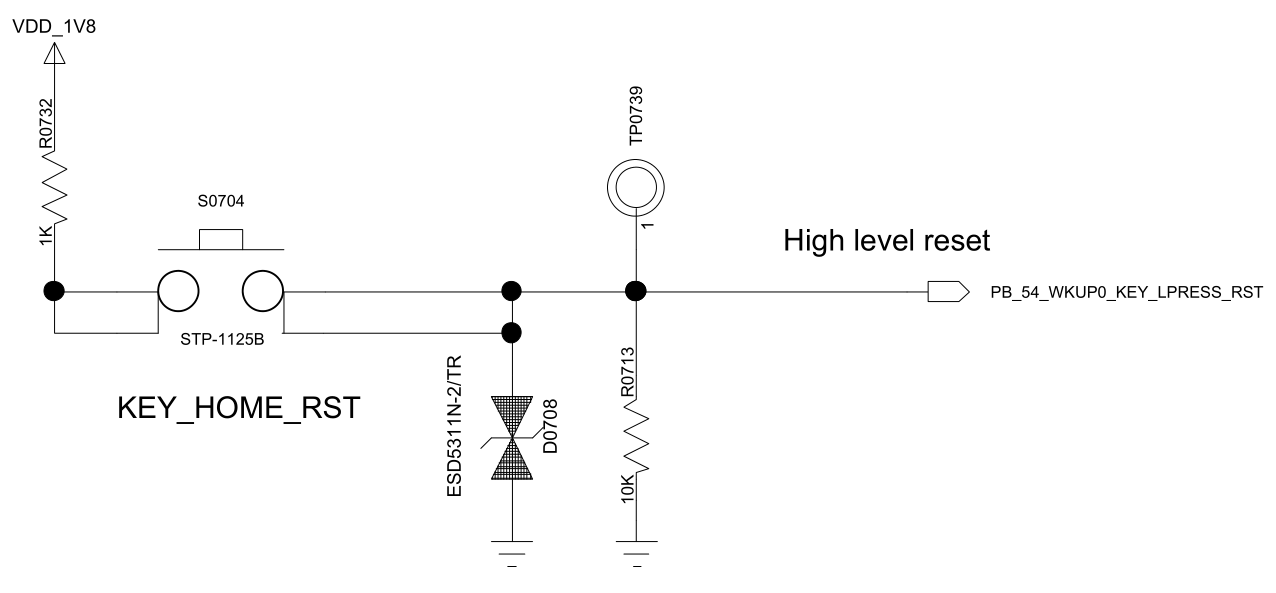 VDD_1V8
R0732
1K
S0704
STP-1125B
KEY_HOME_RST
ESD5311N-2/TR
D0708
TP0739
1
R0713
10K
High level reset
PB_54_WKUP0_KEY_LPRESS_RST